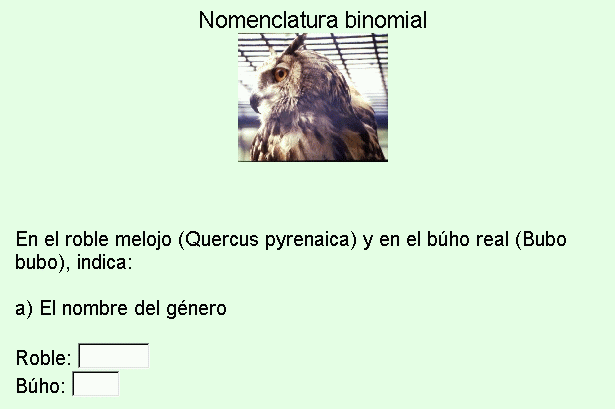 Nomenclatura binomial
En el roble melojo (Quercus pyrenaica) y en el búho real (Bubo
bubo), indica:
a) El nombre del género
Roble:
Búho: